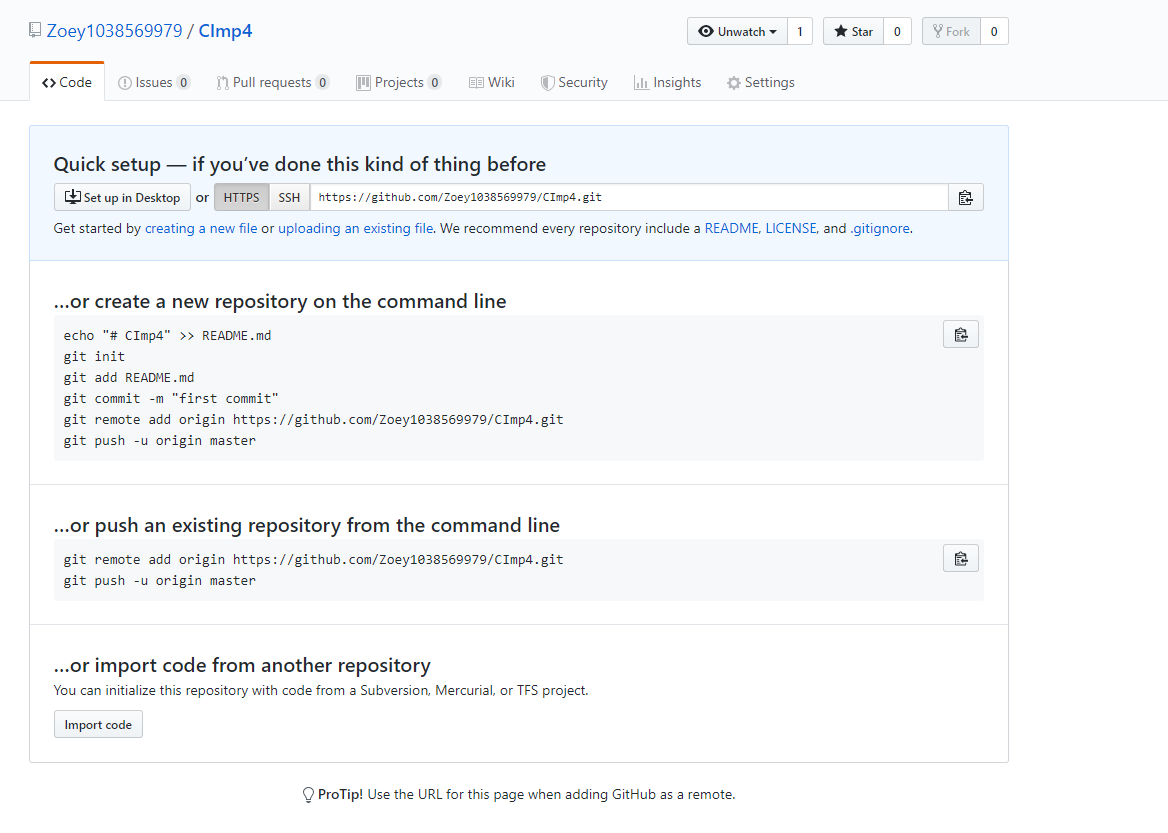 Zoey1038569979 / CImp4
Unwatch 1 Star 0 Fork 0
Code Issues 0 Pull requests 0 Projects 0 Wiki Security Insights Settings
Quick setup — if you’ve done this kind of thing before
Set up in Desktop or HTTPS SSH https://github.com/Zoey1038569979/CImp4.git
Get started by creating a new file or uploading an existing file. We recommend every repository include a README, LICENSE, and .gitignore.
…or create a new repository on the command line
echo "# CImp4" >> README.md
git init
git add README.md
git commit -m "first commit"
git remote add origin https://github.com/Zoey1038569979/CImp4.git
git push -u origin master
…or push an existing repository from the command line
git remote add origin https://github.com/Zoey1038569979/CImp4.git
git push -u origin master
…or import code from another repository
You can initialize this repository with code from a Subversion, Mercurial, or TFS project.
Import code
ProTip! Use the URL for this page when adding GitHub as a remote.